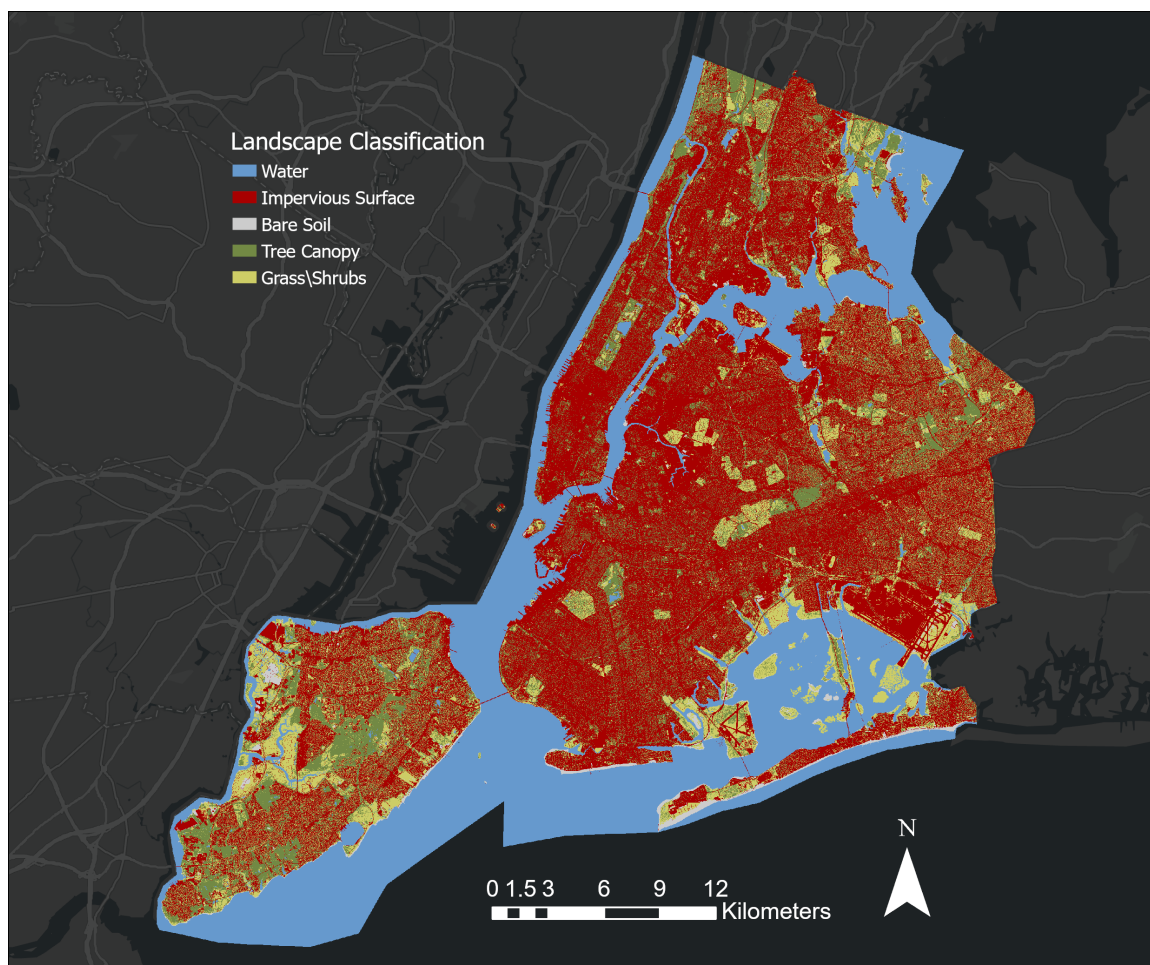 Landscape Classification
Water
Impervious Surface
Bare Soil
Tree Canopy
Grass\Shrubs
N
0 1.5 3 6 9 12
Kilometers